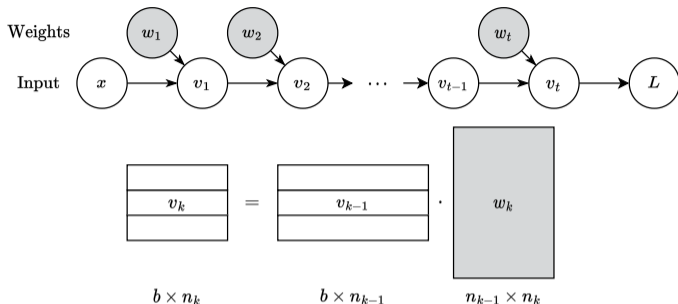 Weights w₁ w₂ wₜ
Input x v₁ v₂ ⋯ vₜ₋₁ vₜ L
vₖ = vₖ₋₁ · wₖ
b × nₖ b × nₖ₋₁ nₖ₋₁ × nₖ